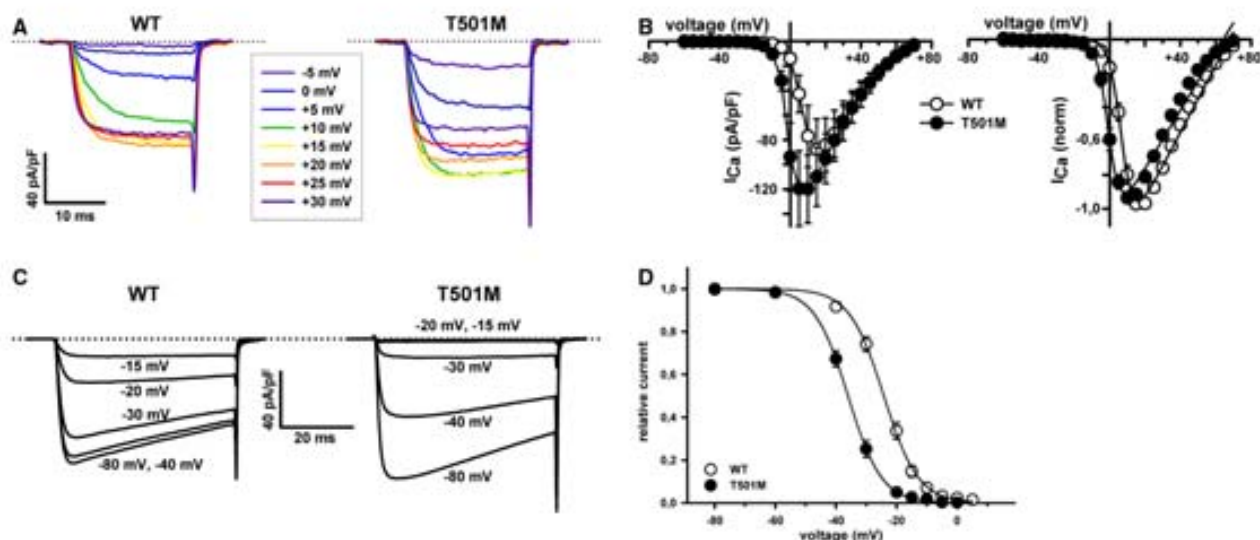 A
WT
T501M
-5 mV
0 mV
+5 mV
+10 mV
+15 mV
+20 mV
+25 mV
+30 mV
40 pA/pF
10 ms
B
voltage (mV)
-80
-40
+40
+80
-80
-120
ICa (pA/pF)
WT
T501M
voltage (mV)
-80
-40
+40
+80
-0,6
-1,0
ICa (norm)
C
WT
T501M
-15 mV
-20 mV
-30 mV
-80 mV, -40 mV
40 pA/pF
20 ms
-20 mV, -15 mV
-30 mV
-40 mV
-80 mV
D
1,0
0,8
0,6
0,4
0,2
0,0
relative current
WT
T501M
-80
-60
-40
-20
0
voltage (mV)